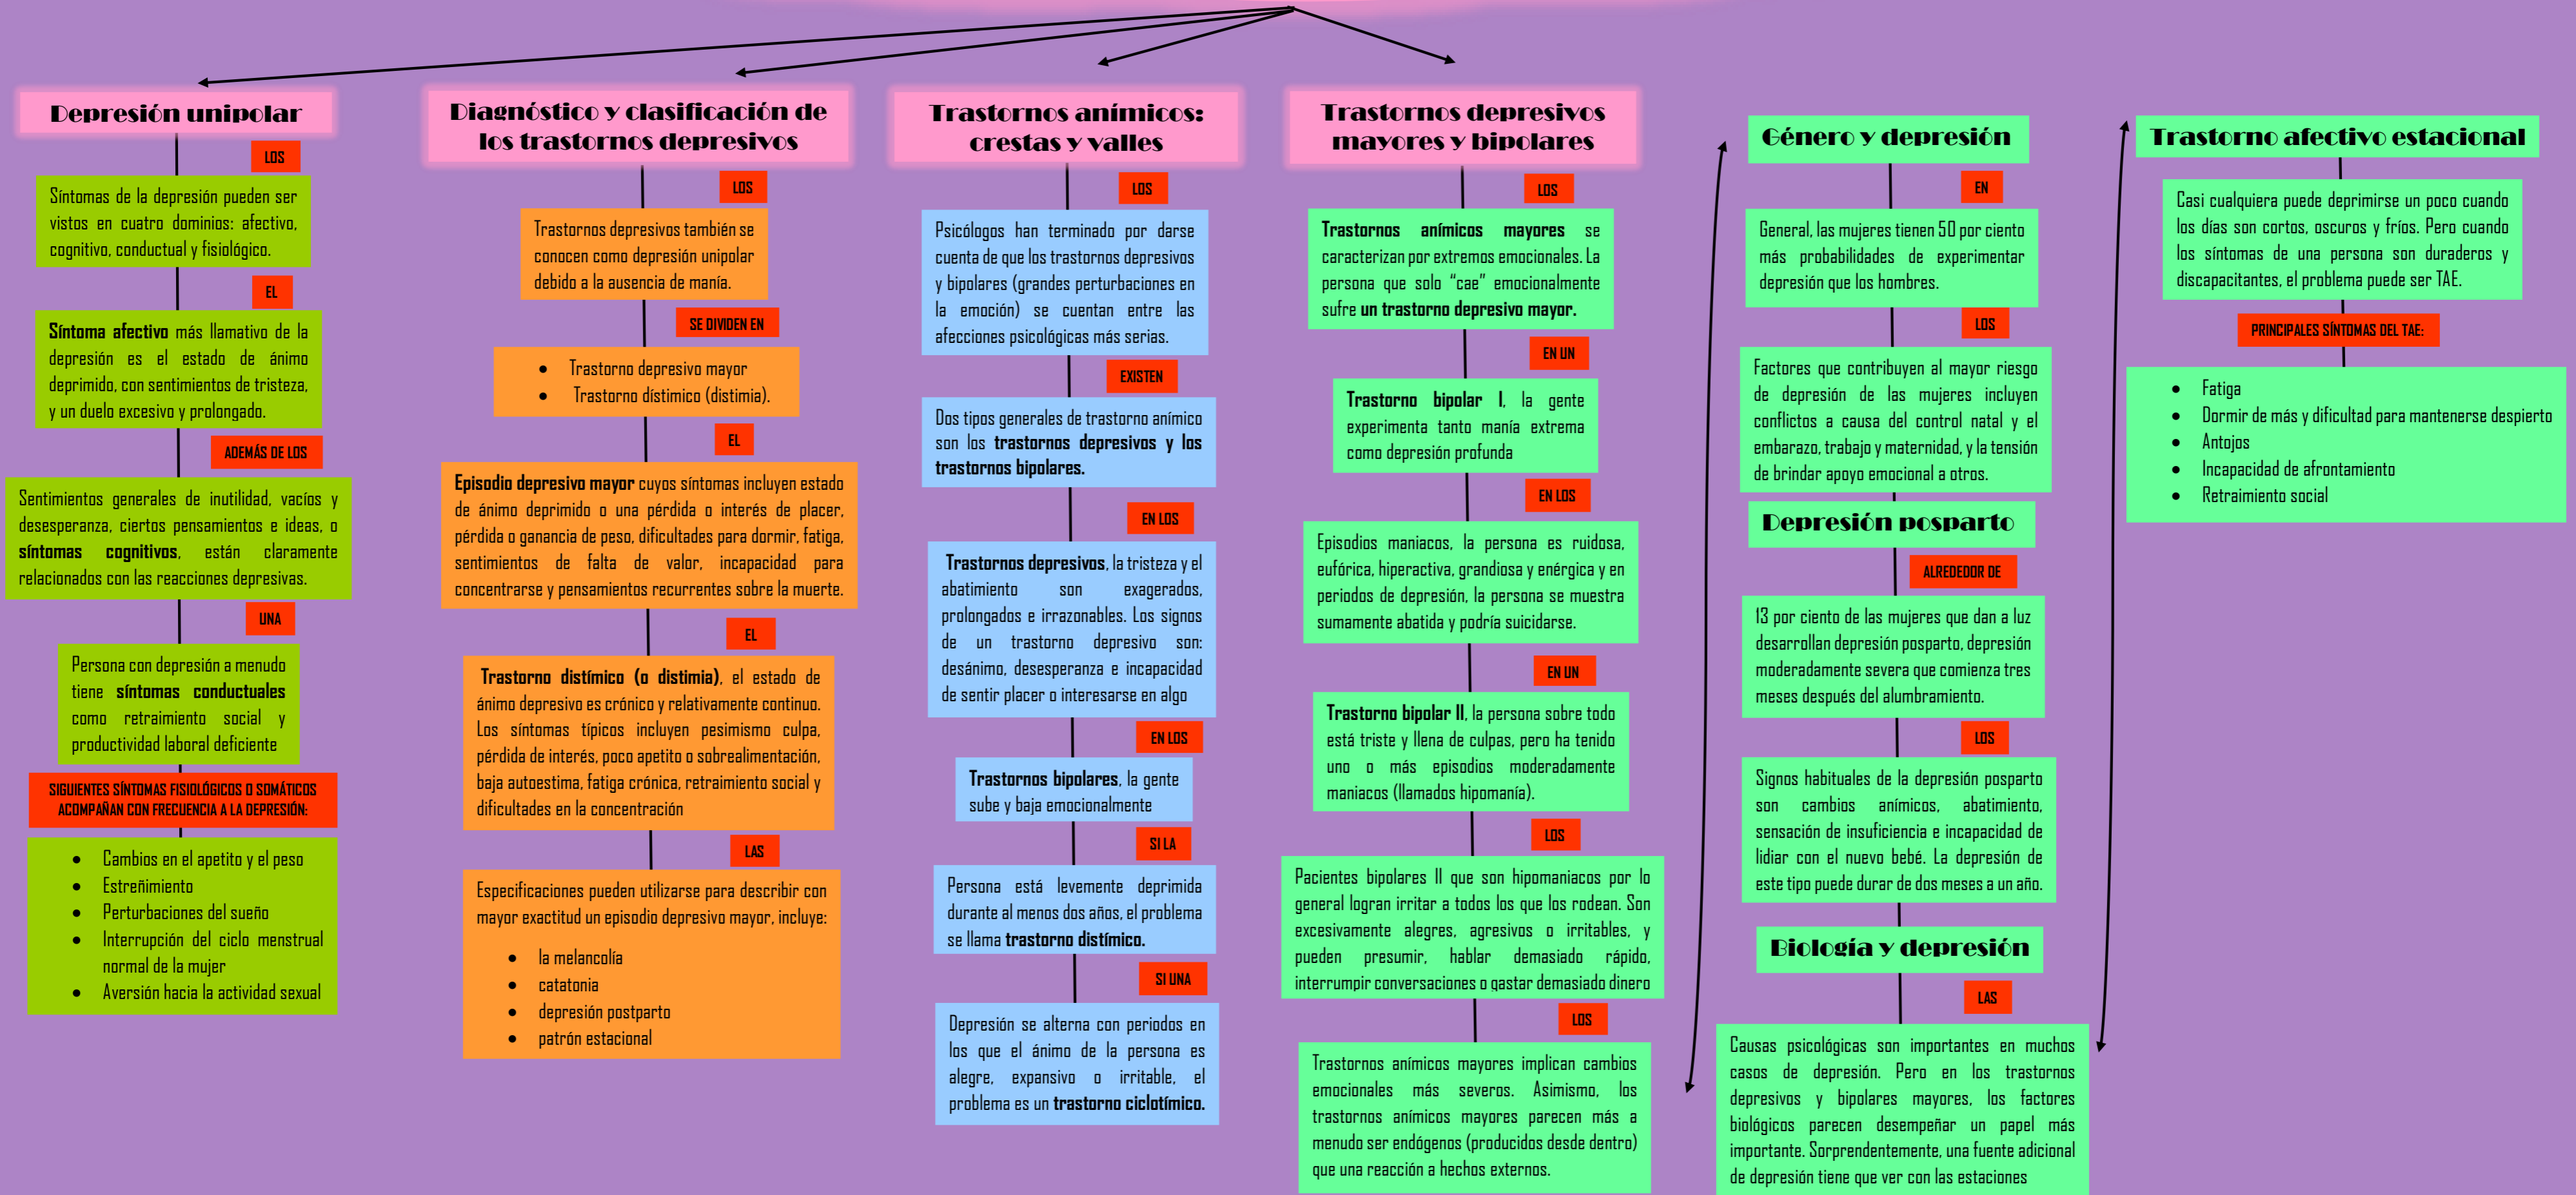 Depresión unipolar
LOS
Síntomas de la depresión pueden ser
vistos en cuatro dominios: afectivo,
cognitivo, conductual y fisiológico.
EL
Síntoma afectivo más llamativo de la
depresión es el estado de ánimo
deprimido, con sentimientos de tristeza,
y un duelo excesivo y prolongado.
ADEMÁS DE LOS
Sentimientos generales de inutilidad, vacíos y
desesperanza, ciertos pensamientos e ideas, o
síntomas cognitivos, están claramente
relacionados con las reacciones depresivas.
UNA
Persona con depresión a menudo
tiene síntomas conductuales
como retraimiento social y
productividad laboral deficiente
SIGUIENTES SÍNTOMAS FISIOLÓGICOS O SOMÁTICOS
ACOMPAÑAN CON FRECUENCIA A LA DEPRESIÓN:
• Cambios en el apetito y el peso
• Estreñimiento
• Perturbaciones del sueño
• Interrupción del ciclo menstrual
normal de la mujer
• Aversión hacia la actividad sexual
Diagnóstico y clasificación de
los trastornos depresivos
LOS
Trastornos depresivos también se
conocen como depresión unipolar
debido a la ausencia de manía.
SE DIVIDEN EN
• Trastorno depresivo mayor
• Trastorno dístimico (distimia).
EL
Episodio depresivo mayor cuyos síntomas incluyen estado
de ánimo deprimido o una pérdida o interés de placer,
pérdida o ganancia de peso, dificultades para dormir, fatiga,
sentimientos de falta de valor, incapacidad para
concentrarse y pensamientos recurrentes sobre la muerte.
EL
Trastorno distímico (o distimia), el estado de
ánimo depresivo es crónico y relativamente continuo.
Los síntomas típicos incluyen pesimismo culpa,
pérdida de interés, poco apetito o sobrealimentación,
baja autoestima, fatiga crónica, retraimiento social y
dificultades en la concentración
LAS
Especificaciones pueden utilizarse para describir con
mayor exactitud un episodio depresivo mayor, incluye:
• la melancolía
• catatonia
• depresión postparto
• patrón estacional
Trastornos anímicos:
crestas y valles
LOS
Psicólogos han terminado por darse
cuenta de que los trastornos depresivos
y bipolares (grandes perturbaciones en
la emoción) se cuentan entre las
afecciones psicológicas más serias.
EXISTEN
Dos tipos generales de trastorno anímico
son los trastornos depresivos y los
trastornos bipolares.
EN LOS
Trastornos depresivos, la tristeza y el
abatimiento son exagerados,
prolongados e irrazonables. Los signos
de un trastorno depresivo son:
desánimo, desesperanza e incapacidad
de sentir placer o interesarse en algo
EN LOS
Trastornos bipolares, la gente
sube y baja emocionalmente
SI LA
Persona está levemente deprimida
durante al menos dos años, el problema
se llama trastorno distímico.
SI UNA
Depresión se alterna con periodos en
los que el ánimo de la persona es
alegre, expansivo o irritable, el
problema es un trastorno ciclotímico.
Trastornos depresivos
mayores y bipolares
LOS
Trastornos anímicos mayores se
caracterizan por extremos emocionales. La
persona que solo "cae" emocionalmente
sufre un trastorno depresivo mayor.
EN UN
Trastorno bipolar I, la gente
experimenta tanto manía extrema
como depresión profunda
EN LOS
Episodios maniacos, la persona es ruidosa,
eufórica, hiperactiva, grandiosa y enérgica y en
periodos de depresión, la persona se muestra
sumamente abatida y podría suicidarse.
EN UN
Trastorno bipolar II, la persona sobre todo
está triste y llena de culpas, pero ha tenido
uno o más episodios moderadamente
maniacos (llamados hipomanía).
LOS
Pacientes bipolares II que son hipomaniacos por lo
general logran irritar a todos los que los rodean. Son
excesivamente alegres, agresivos o irritables, y
pueden presumir, hablar demasiado rápido,
interrumpir conversaciones o gastar demasiado dinero
LOS
Trastornos anímicos mayores implican cambios
emocionales más severos. Asimismo, los
trastornos anímicos mayores parecen más a
menudo ser endógenos (producidos desde dentro)
que una reacción a hechos externos.
Género y depresión
EN
General, las mujeres tienen 50 por ciento
más probabilidades de experimentar
depresión que los hombres.
LOS
Factores que contribuyen al mayor riesgo
de depresión de las mujeres incluyen
conflictos a causa del control natal y el
embarazo, trabajo y maternidad, y la tensión
de brindar apoyo emocional a otros.
Depresión posparto
ALREDEDOR DE
13 por ciento de las mujeres que dan a luz
desarrollan depresión posparto, depresión
moderadamente severa que comienza tres
meses después del alumbramiento.
LOS
Signos habituales de la depresión posparto
son cambios anímicos, abatimiento,
sensación de insuficiencia e incapacidad de
lidiar con el nuevo bebé. La depresión de
este tipo puede durar de dos meses a un año.
Biología y depresión
LAS
Causas psicológicas son importantes en muchos
casos de depresión. Pero en los trastornos
depresivos y bipolares mayores, los factores
biológicos parecen desempeñar un papel más
importante. Sorprendentemente, una fuente adicional
de depresión tiene que ver con las estaciones
Trastorno afectivo estacional
Casi cualquiera puede deprimirse un poco cuando
los días son cortos, oscuros y fríos. Pero cuando
los síntomas de una persona son duraderos y
discapacitantes, el problema puede ser TAE.
PRINCIPALES SÍNTOMAS DEL TAE:
• Fatiga
• Dormir de más y dificultad para mantenerse despierto
• Antojos
• Incapacidad de afrontamiento
• Retraimiento social